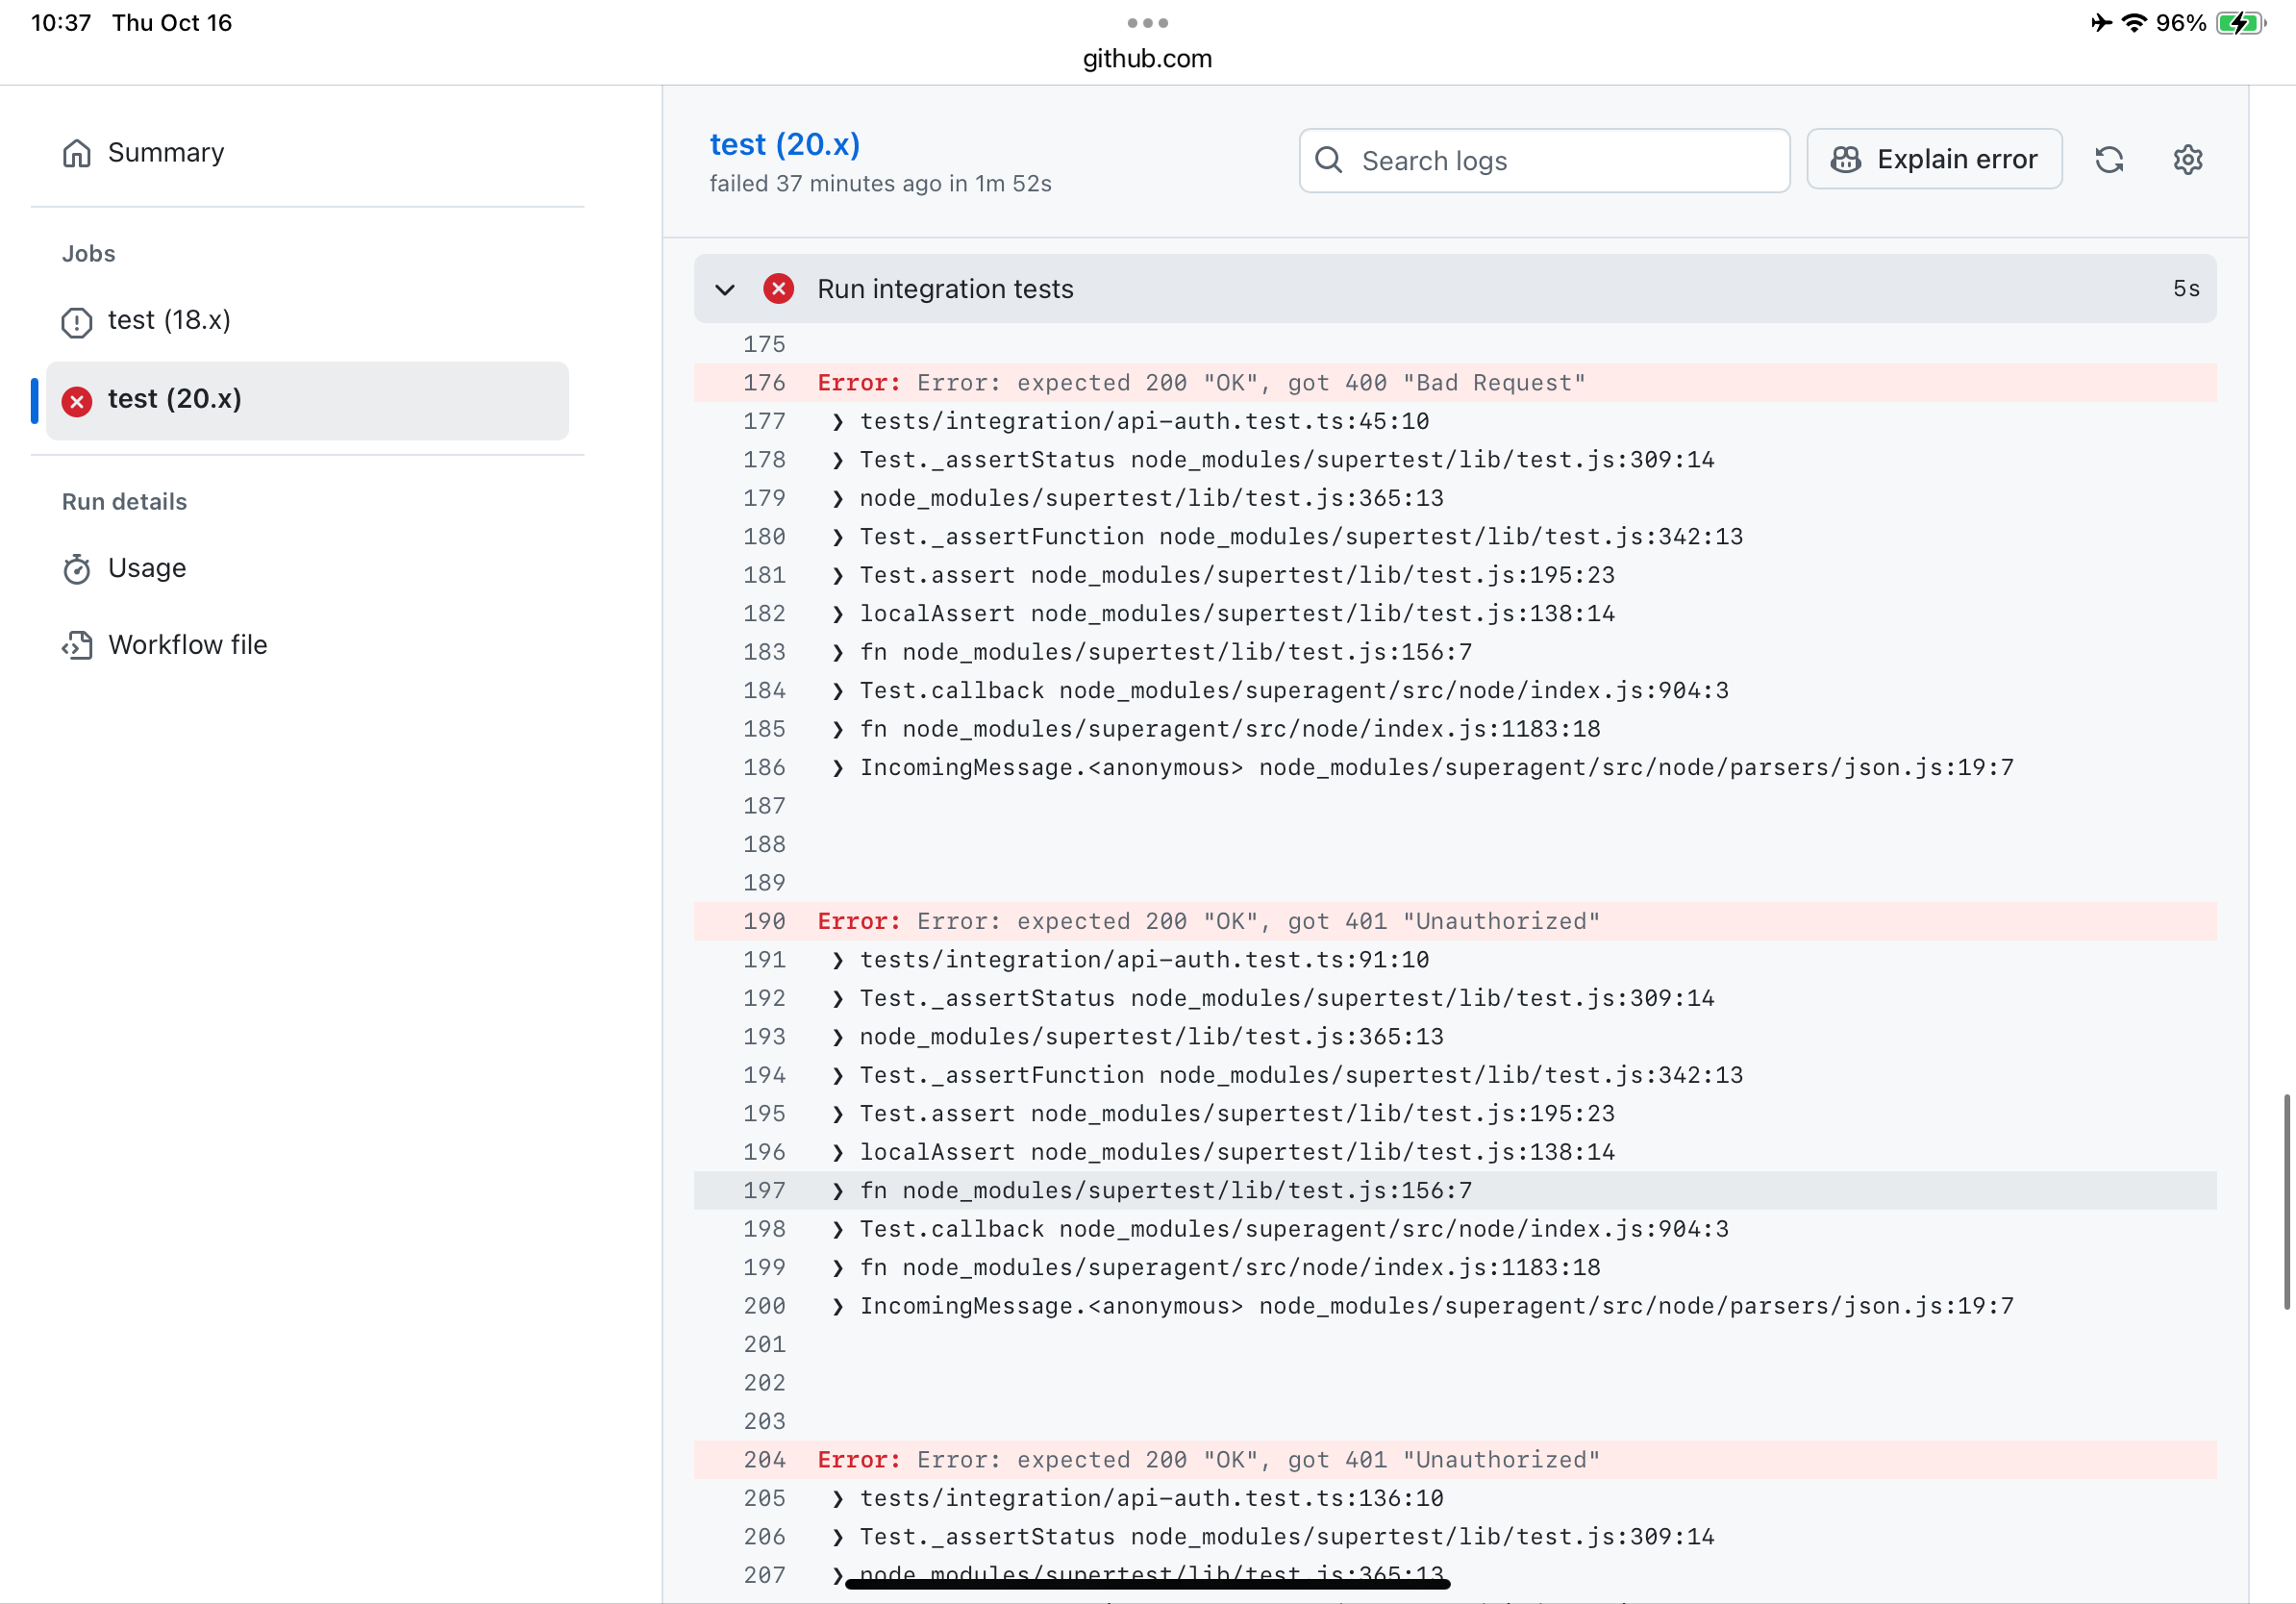 10:37 Thu Oct 16
96%
github.com
Summary
Jobs
test (18.x)
test (20.x)
Run details
Usage
Workflow file
test (20.x)
failed 37 minutes ago in 1m 52s
Search logs
Explain error
Run integration tests
5s
175
176 Error: Error: expected 200 "OK", got 400 "Bad Request"
177 ❯ tests/integration/api-auth.test.ts:45:10
178 ❯ Test._assertStatus node_modules/supertest/lib/test.js:309:14
179 ❯ node_modules/supertest/lib/test.js:365:13
180 ❯ Test._assertFunction node_modules/supertest/lib/test.js:342:13
181 ❯ Test.assert node_modules/supertest/lib/test.js:195:23
182 ❯ localAssert node_modules/supertest/lib/test.js:138:14
183 ❯ fn node_modules/supertest/lib/test.js:156:7
184 ❯ Test.callback node_modules/superagent/src/node/index.js:904:3
185 ❯ fn node_modules/superagent/src/node/index.js:1183:18
186 ❯ IncomingMessage.<anonymous> node_modules/superagent/src/node/parsers/json.js:19:7
187
188
189
190 Error: Error: expected 200 "OK", got 401 "Unauthorized"
191 ❯ tests/integration/api-auth.test.ts:91:10
192 ❯ Test._assertStatus node_modules/supertest/lib/test.js:309:14
193 ❯ node_modules/supertest/lib/test.js:365:13
194 ❯ Test._assertFunction node_modules/supertest/lib/test.js:342:13
195 ❯ Test.assert node_modules/supertest/lib/test.js:195:23
196 ❯ localAssert node_modules/supertest/lib/test.js:138:14
197 ❯ fn node_modules/supertest/lib/test.js:156:7
198 ❯ Test.callback node_modules/superagent/src/node/index.js:904:3
199 ❯ fn node_modules/superagent/src/node/index.js:1183:18
200 ❯ IncomingMessage.<anonymous> node_modules/superagent/src/node/parsers/json.js:19:7
201
202
203
204 Error: Error: expected 200 "OK", got 401 "Unauthorized"
205 ❯ tests/integration/api-auth.test.ts:136:10
206 ❯ Test._assertStatus node_modules/supertest/lib/test.js:309:14
207 ❯ node_modules/supertest/lib/test.js:365:13